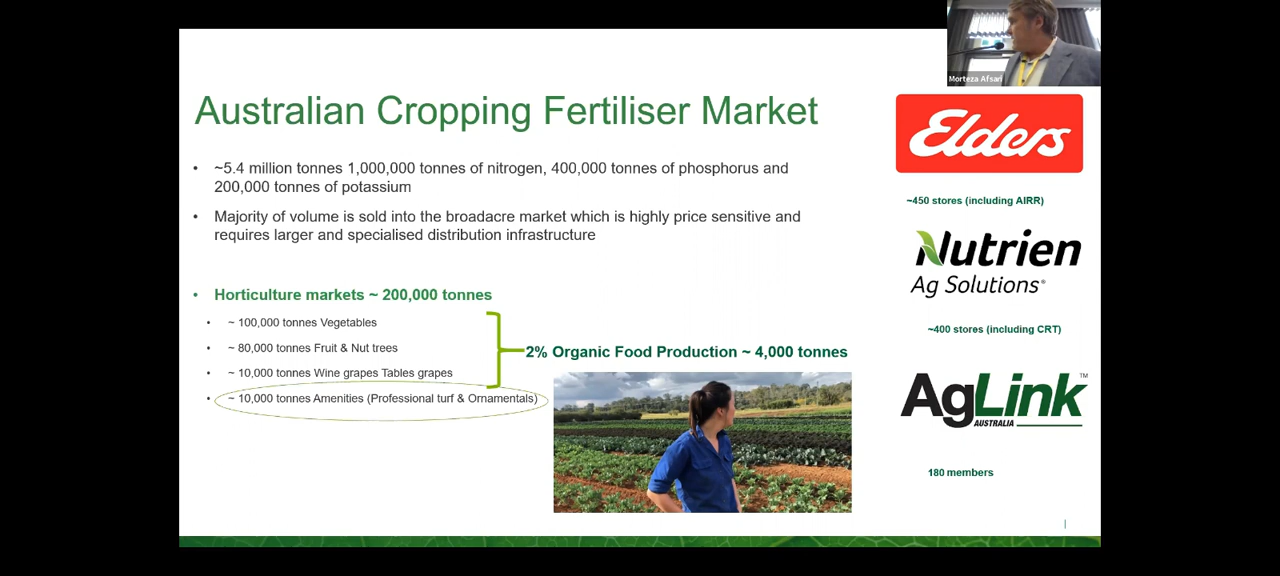 Morteza Afsari
Australian Cropping Fertiliser Market
Elders
• ~5.4 million tonnes 1,000,000 tonnes of nitrogen, 400,000 tonnes of phosphorus and
200,000 tonnes of potassium
~450 stores (including AIRR)
• Majority of volume is sold into the broadacre market which is highly price sensitive and
requires larger and specialised distribution infrastructure
Nutrien
Ag Solutions®
• Horticulture markets ~ 200,000 tonnes
• ~ 100,000 tonnes Vegetables
• ~ 80,000 tonnes Fruit & Nut trees
• ~ 10,000 tonnes Wine grapes Tables grapes
• ~ 10,000 tonnes Amenities (Professional turf & Ornamentals)
2% Organic Food Production ~ 4,000 tonnes
~400 stores (including CRT)
AgLink™
AUSTRALIA
180 members